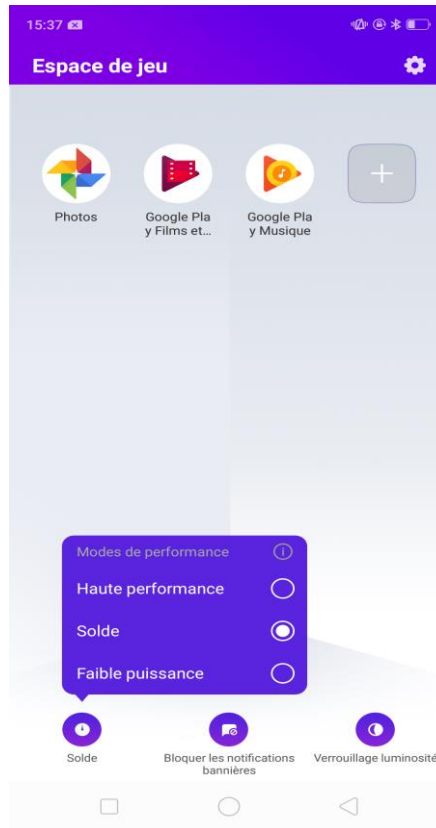 15:37
Espace de jeu
Photos
Google Pla
y Films et...
Google Pla
y Musique
Modes de performance
Haute performance
Solde
Faible puissance
Solde
Bloquer les notifications
bannières
Verrouillage luminosité